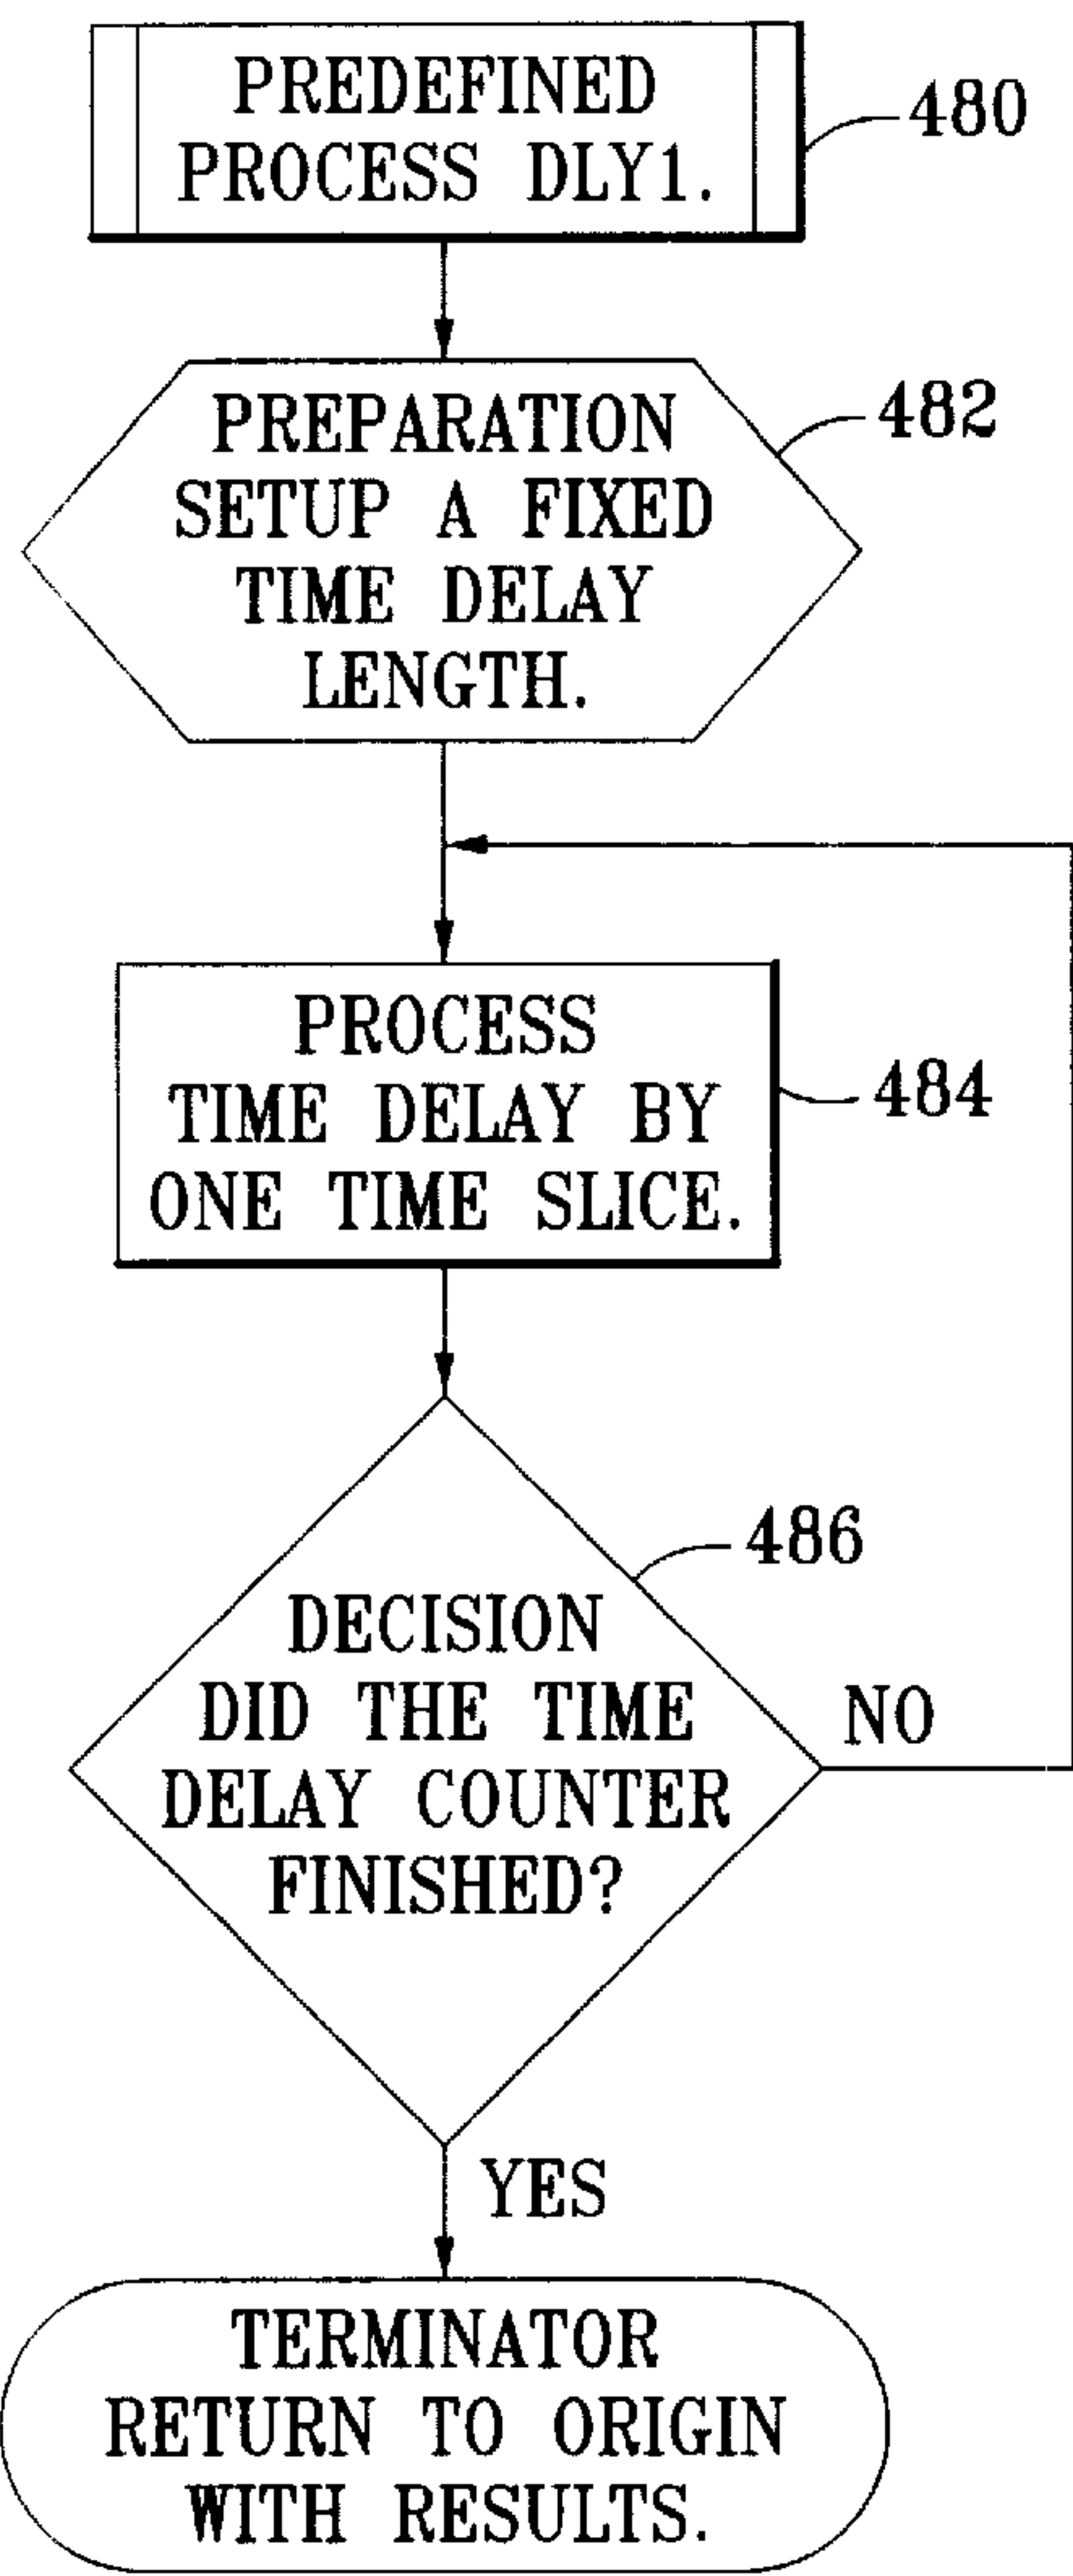 PREDEFINED
PROCESS DLY1.
480
PREPARATION
SETUP A FIXED
TIME DELAY
LENGTH.
482
PROCESS
TIME DELAY BY
ONE TIME SLICE.
484
486
DECISION
DID THE TIME
DELAY COUNTER
FINISHED?
NO
YES
TERMINATOR
RETURN TO ORIGIN
WITH RESULTS.